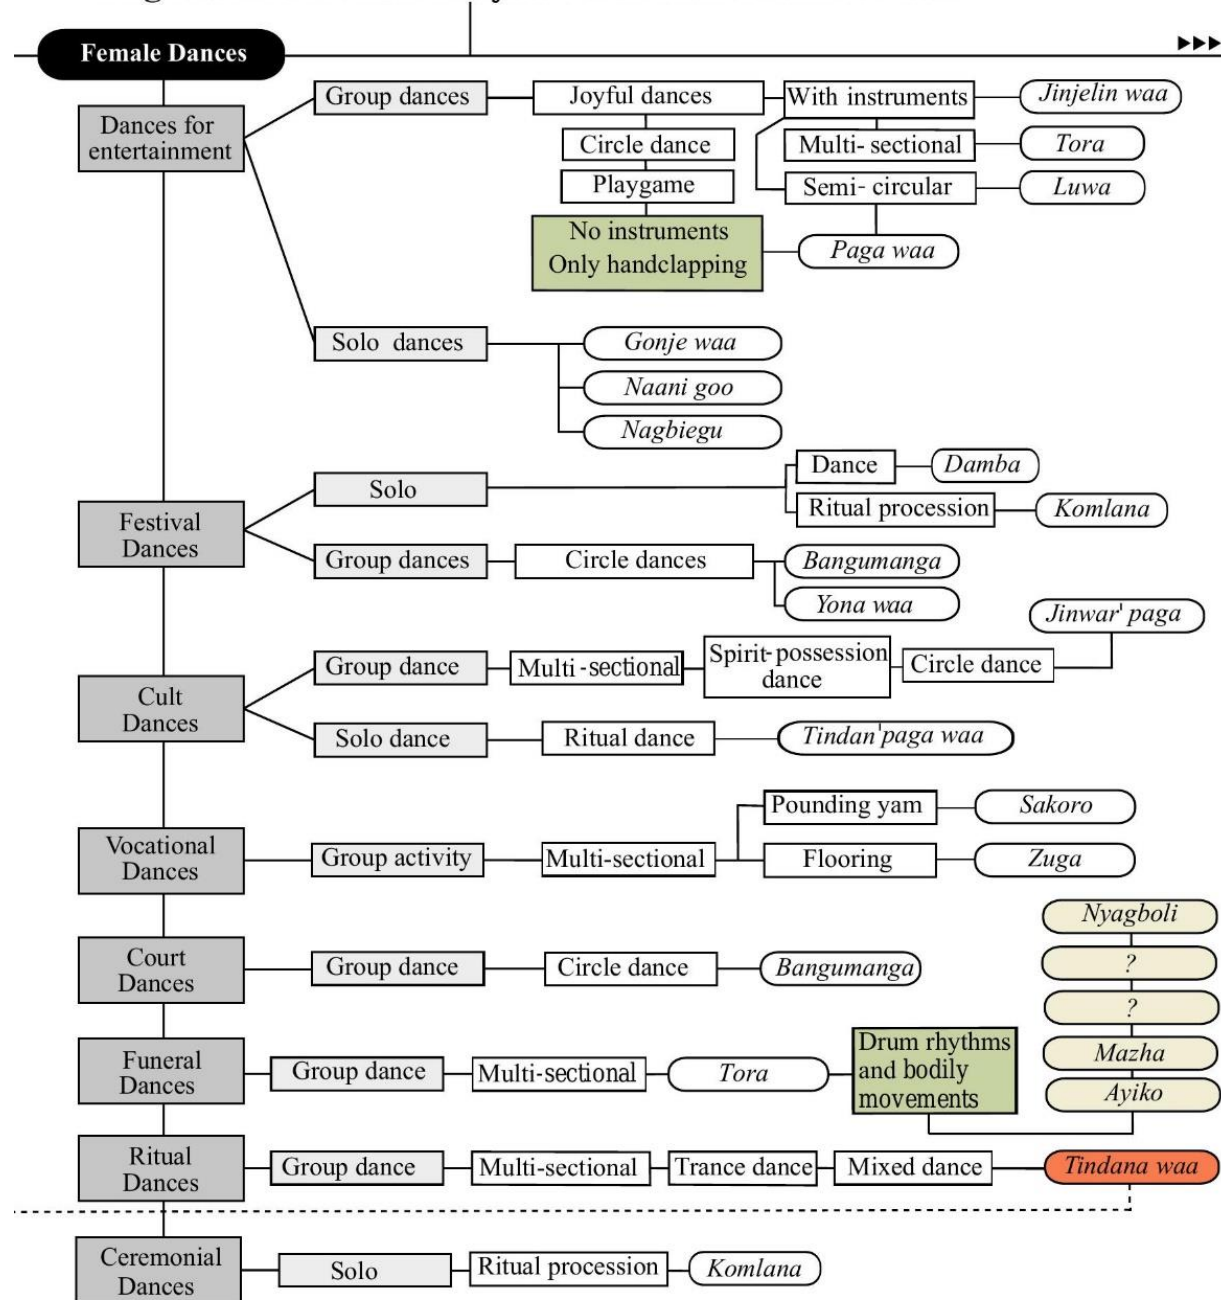 Female Dances
Dances for
entertainment
Group dances
Joyful dances
With instruments
Jinjelin waa
Circle dance
Multi- sectional
Tora
Playgame
Semi- circular
Luwa
No instruments
Only handclapping
Paga waa
Solo dances
Gonje waa
Naani goo
Nagbiegu
Festival
Dances
Solo
Dance
Damba
Ritual procession
Komlana
Group dances
Circle dances
Bangumanga
Yona waa
Cult
Dances
Group dance
Multi-sectional
Spirit-possession
dance
Circle dance
Jinwar' paga
Solo dance
Ritual dance
Tindan'paga waa
Vocational
Dances
Group activity
Multi-sectional
Pounding yam
Sakoro
Flooring
Zuga
Court
Dances
Group dance
Circle dance
Bangumanga
Funeral
Dances
Group dance
Multi-sectional
Tora
Drum rhythms
and bodily
movements
Nyagboli
?
?
Mazha
Ayiko
Ritual
Dances
Group dance
Multi-sectional
Trance dance
Mixed dance
Tindana waa
Ceremonial
Dances
Solo
Ritual procession
Komlana